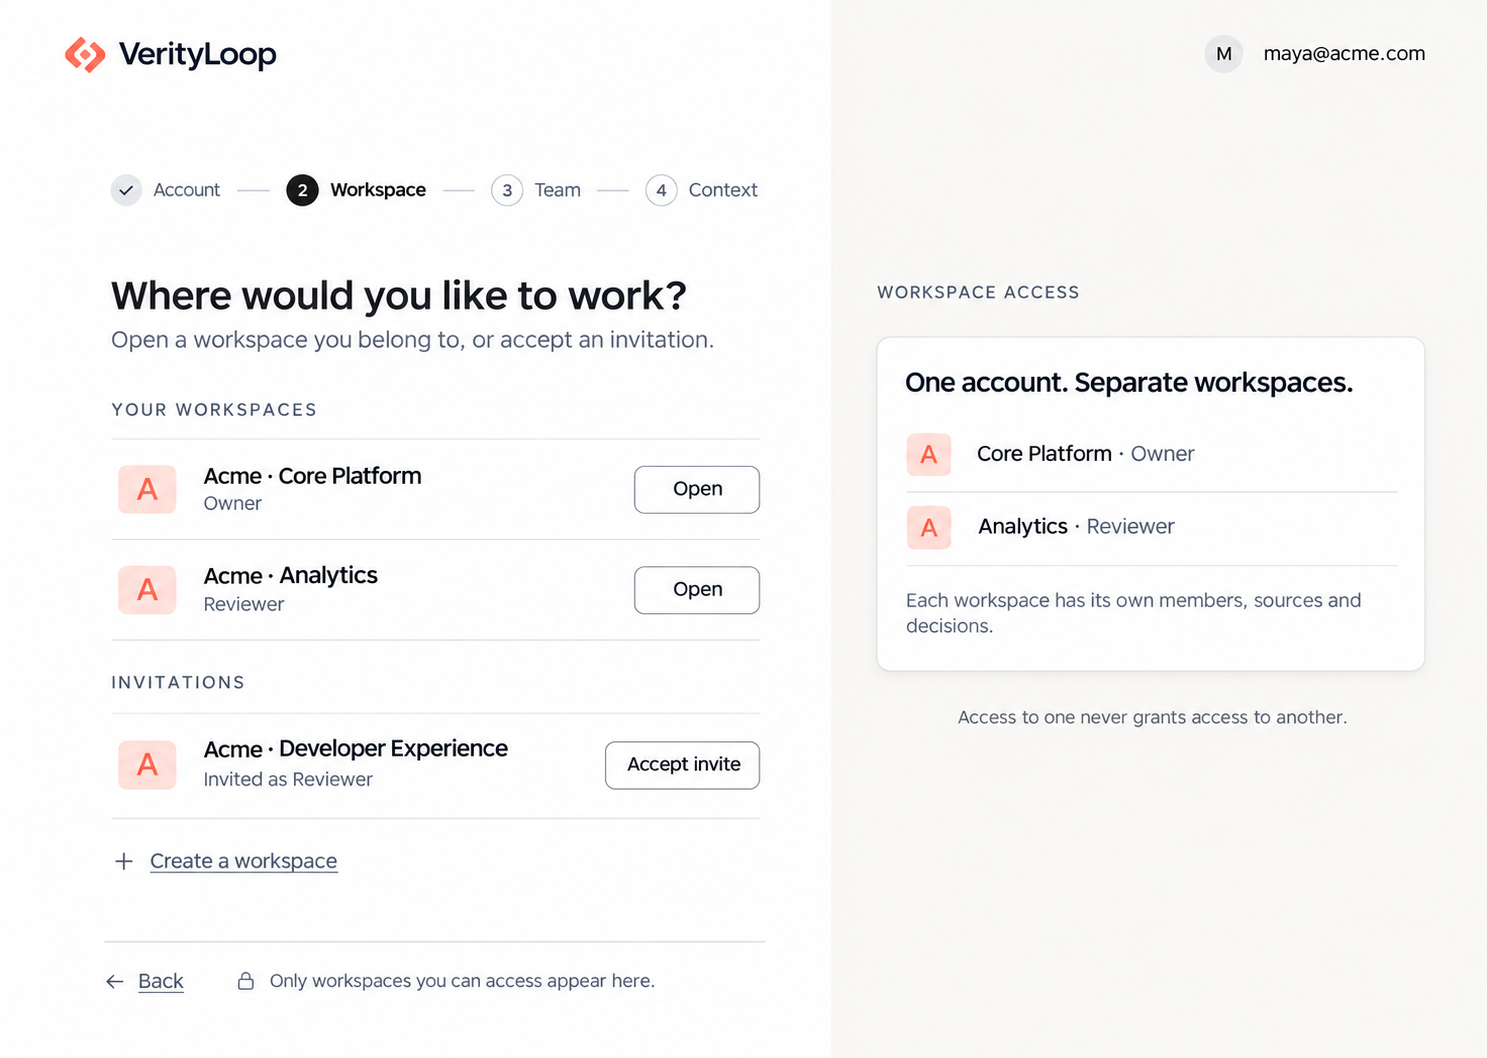 VerityLoop
M maya@acme.com
Account 2 Workspace 3 Team 4 Context
Where would you like to work?
Open a workspace you belong to, or accept an invitation.
YOUR WORKSPACES
A Acme · Core Platform
Owner
Open
A Acme · Analytics
Reviewer
Open
INVITATIONS
A Acme · Developer Experience
Invited as Reviewer
Accept invite
+ Create a workspace
← Back
Only workspaces you can access appear here.
WORKSPACE ACCESS
One account. Separate workspaces.
A Core Platform · Owner
A Analytics · Reviewer
Each workspace has its own members, sources and
decisions.
Access to one never grants access to another.